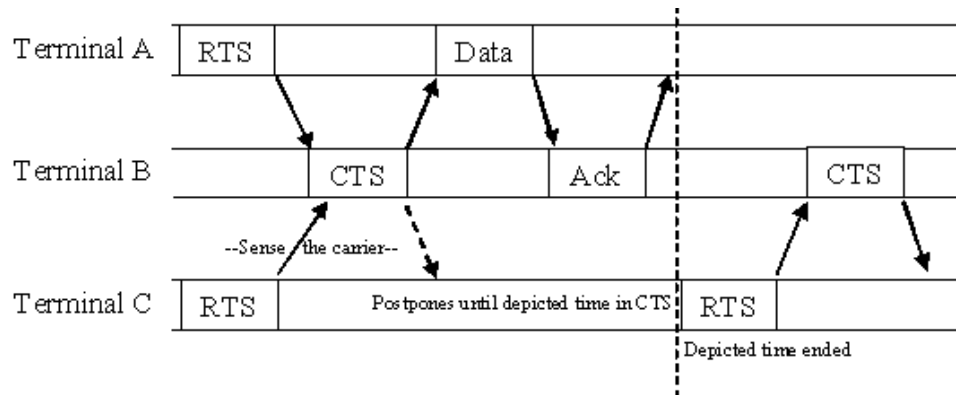 Terminal A
RTS
Data
Terminal B
CTS
Ack
CTS
--Sense the carrier--
Terminal C
RTS
Postpones until depicted time in CTS
RTS
Depicted time ended